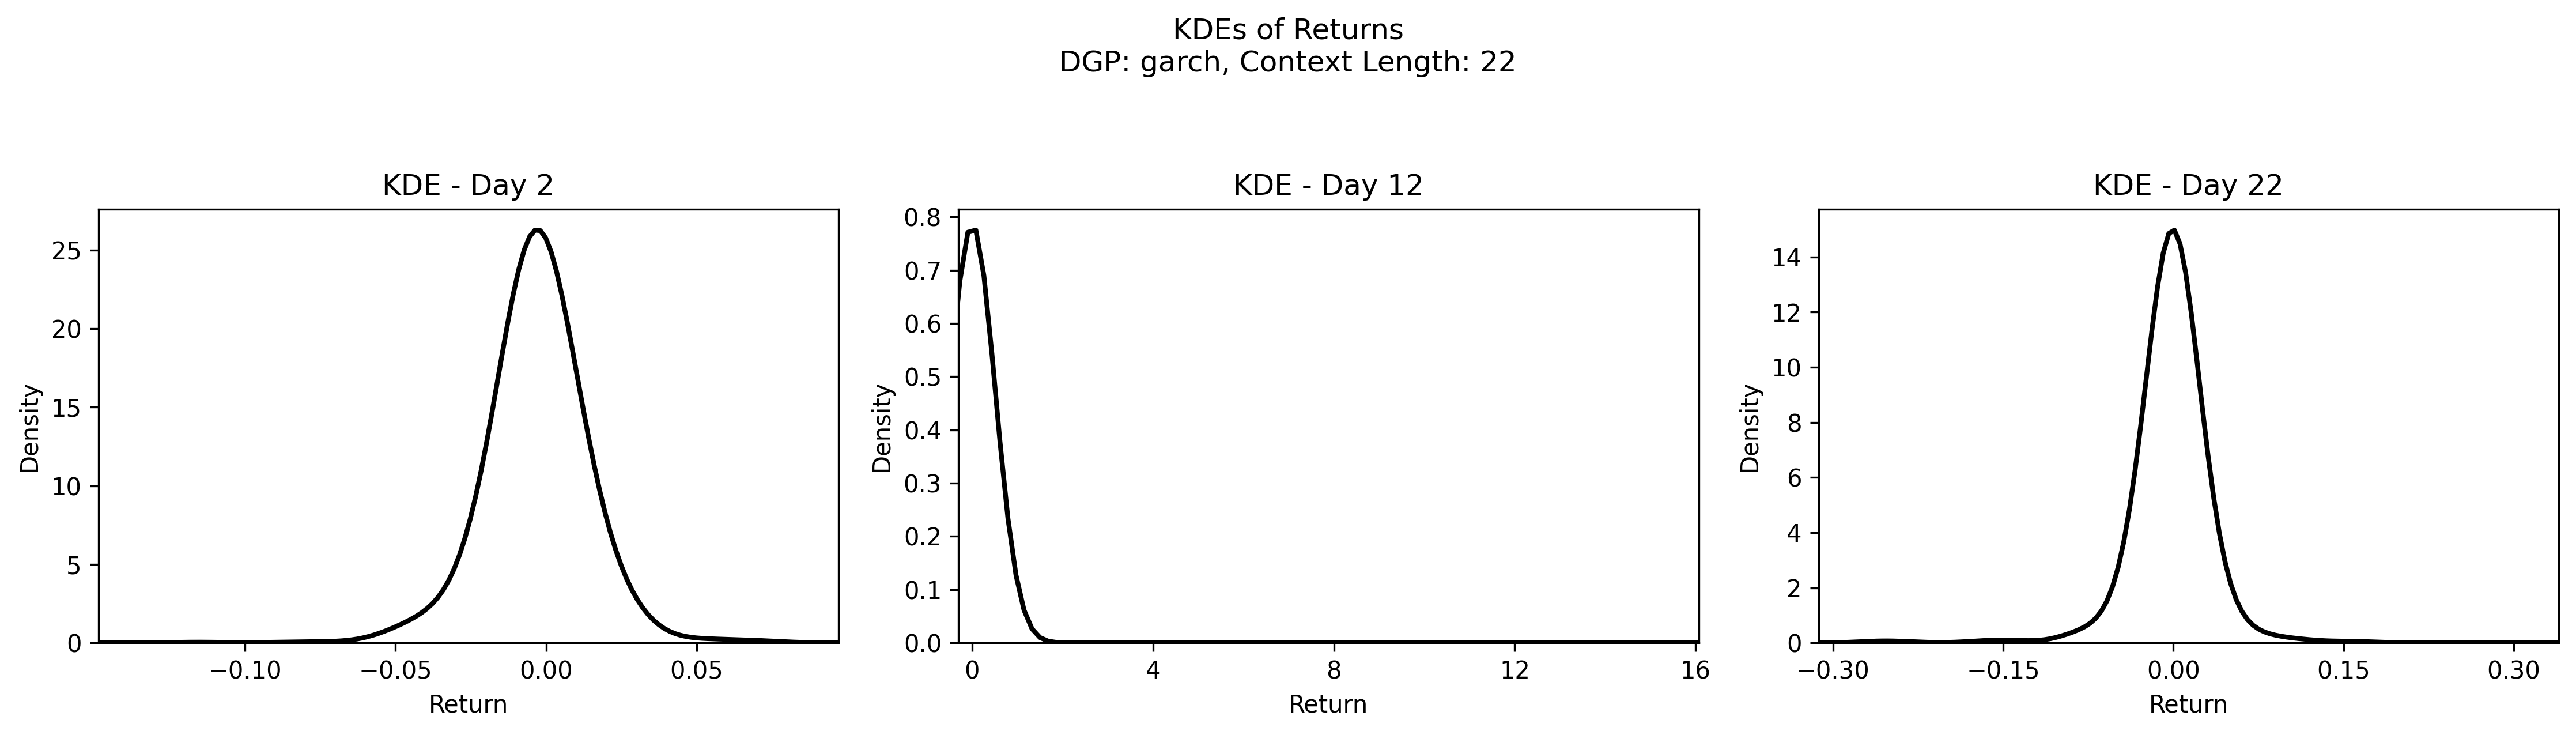 KDEs of Returns
DGP: garch, Context Length: 22
KDE - Day 2
25
20
15
10
5
0
Density
−0.10 −0.05 0.00 0.05
Return
KDE - Day 12
0.8
0.7
0.6
0.5
0.4
0.3
0.2
0.1
0.0
Density
0 4 8 12 16
Return
KDE - Day 22
14
12
10
8
6
4
2
0
Density
−0.30 −0.15 0.00 0.15 0.30
Return